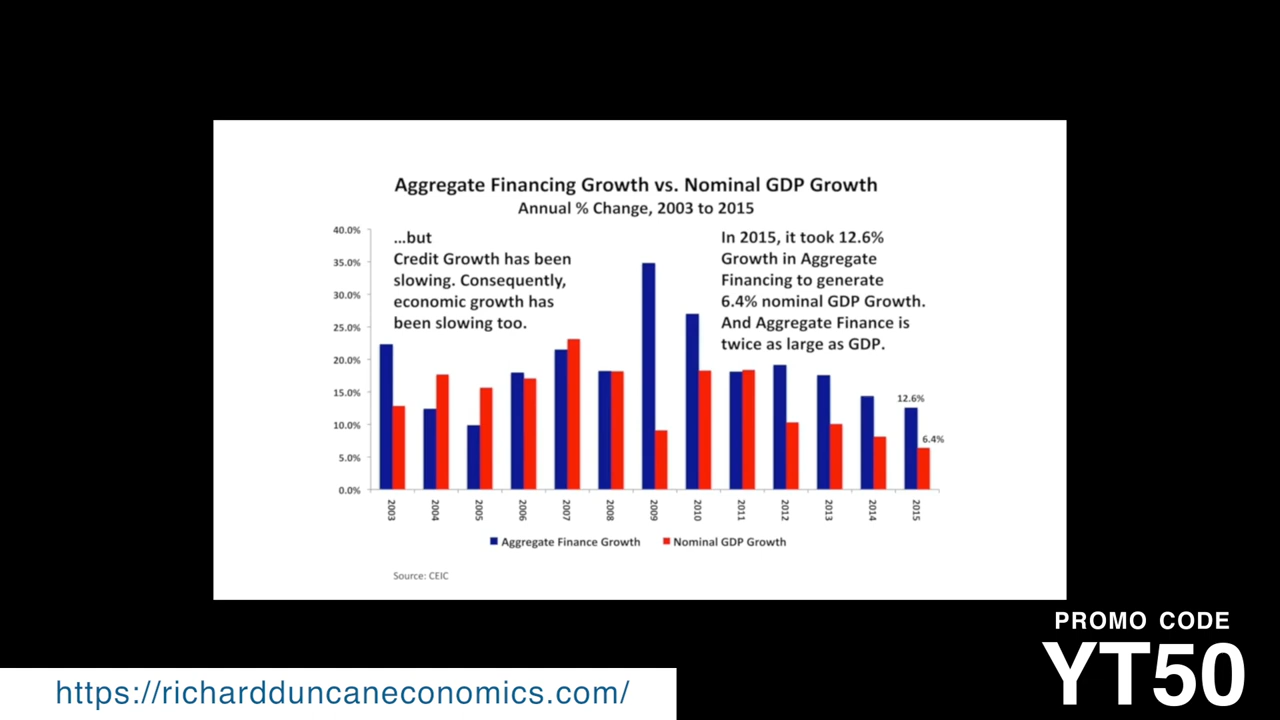 Aggregate Financing Growth vs. Nominal GDP Growth
Annual % Change, 2003 to 2015
...but
Credit Growth has been
slowing. Consequently,
economic growth has
been slowing too.
In 2015, it took 12.6%
Growth in Aggregate
Financing to generate
6.4% nominal GDP Growth.
And Aggregate Finance is
twice as large as GDP.
40.0%
35.0%
30.0%
25.0%
20.0%
15.0%
10.0%
5.0%
0.0%
12.6%
6.4%
2003 2004 2005 2006 2007 2008 2009 2010 2011 2012 2013 2014 2015
Aggregate Finance Growth Nominal GDP Growth
Source: CEIC
PROMO CODE
YT50
https://richardduncaneconomics.com/